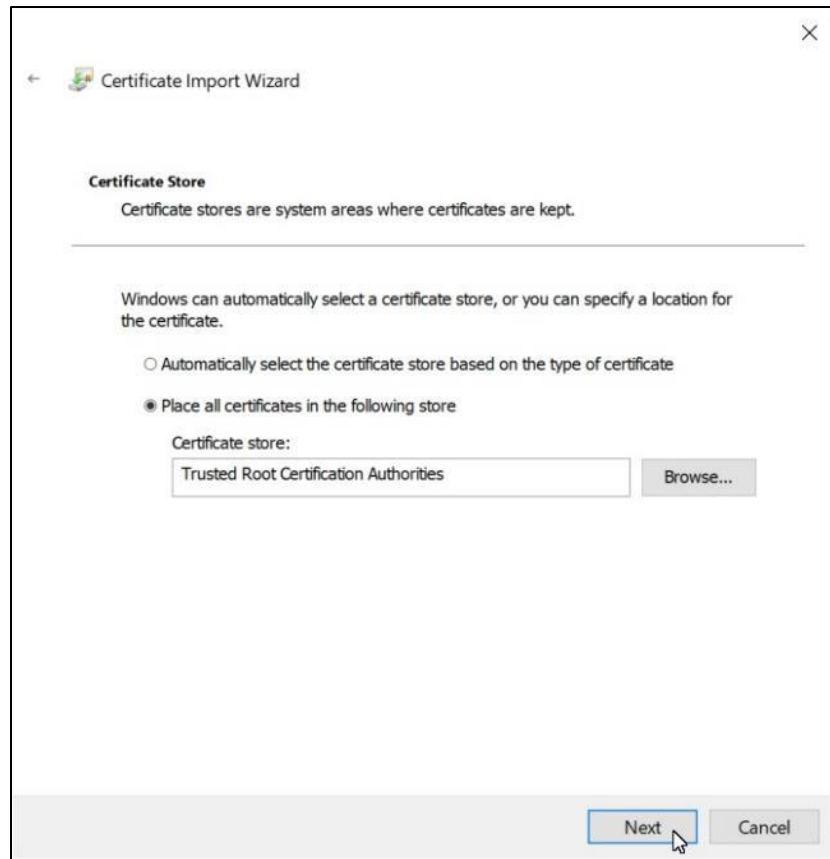 Certificate Import Wizard
Certificate Store
Certificate stores are system areas where certificates are kept.
Windows can automatically select a certificate store, or you can specify a location for
the certificate.
Automatically select the certificate store based on the type of certificate
Place all certificates in the following store
Certificate store:
Trusted Root Certification Authorities
Browse...
Next
Cancel